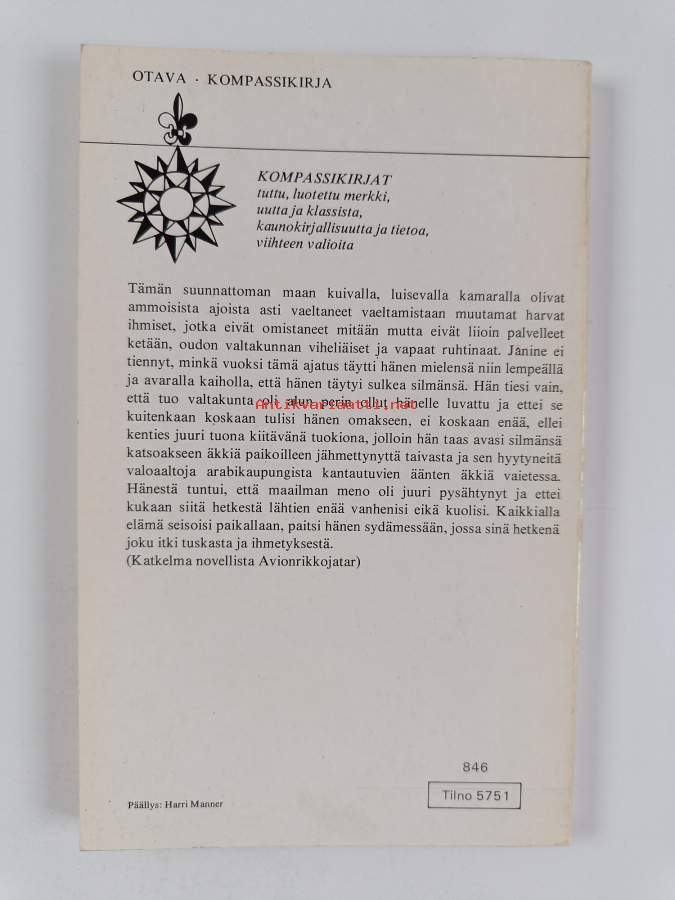 OTAVA · KOMPASSIKIRJA
KOMPASSIKIRJAT
tuttu, luotettu merkki,
uutta ja klassista,
kaunokirjallisuutta ja tietoa,
viihteen valioita
Tämän suunnattoman maan kuivalla, luisevalla kamaralla olivat
ammoisista ajoista asti vaeltaneet vaeltamistaan muutamat harvat
ihmiset, jotka eivät omistaneet mitään mutta eivät liioin palvelleet
ketään, oudon valtakunnan viheliäiset ja vapaat ruhtinaat. Janine ei
tiennyt, minkä vuoksi tämä ajatus täytti hänen mielensä niin lempeällä
ja avaralla kaiholla, että hänen täytyi sulkea silmänsä. Hän tiesi vain,
että tuo valtakunta oli alun perin ollut hänelle luvattu ja ettei se
Antikvariaatti.net
kuitenkaan koskaan tulisi hänen omakseen, ei koskaan enää, ellei
kenties juuri tuona kiitävänä tuokiona, jolloin hän taas avasi silmänsä
katsoakseen äkkiä paikoilleen jähmettynyttä taivasta ja sen hyytyneitä
valoaaltoja arabikaupungista kantautuvien äänten äkkiä vaietessa.
Hänestä tuntui, että maailman meno oli juuri pysähtynyt ja ettei
kukaan siitä hetkestä lähtien enää vanhenisi eikä kuolisi. Kaikkialla
elämä seisoisi paikallaan, paitsi hänen sydämessään, jossa sinä hetkenä
joku itki tuskasta ja ihmetyksestä.
(Katkelma novellista Avionrikkojatar)
846
Tilno 5751
Päällys: Harri Manner